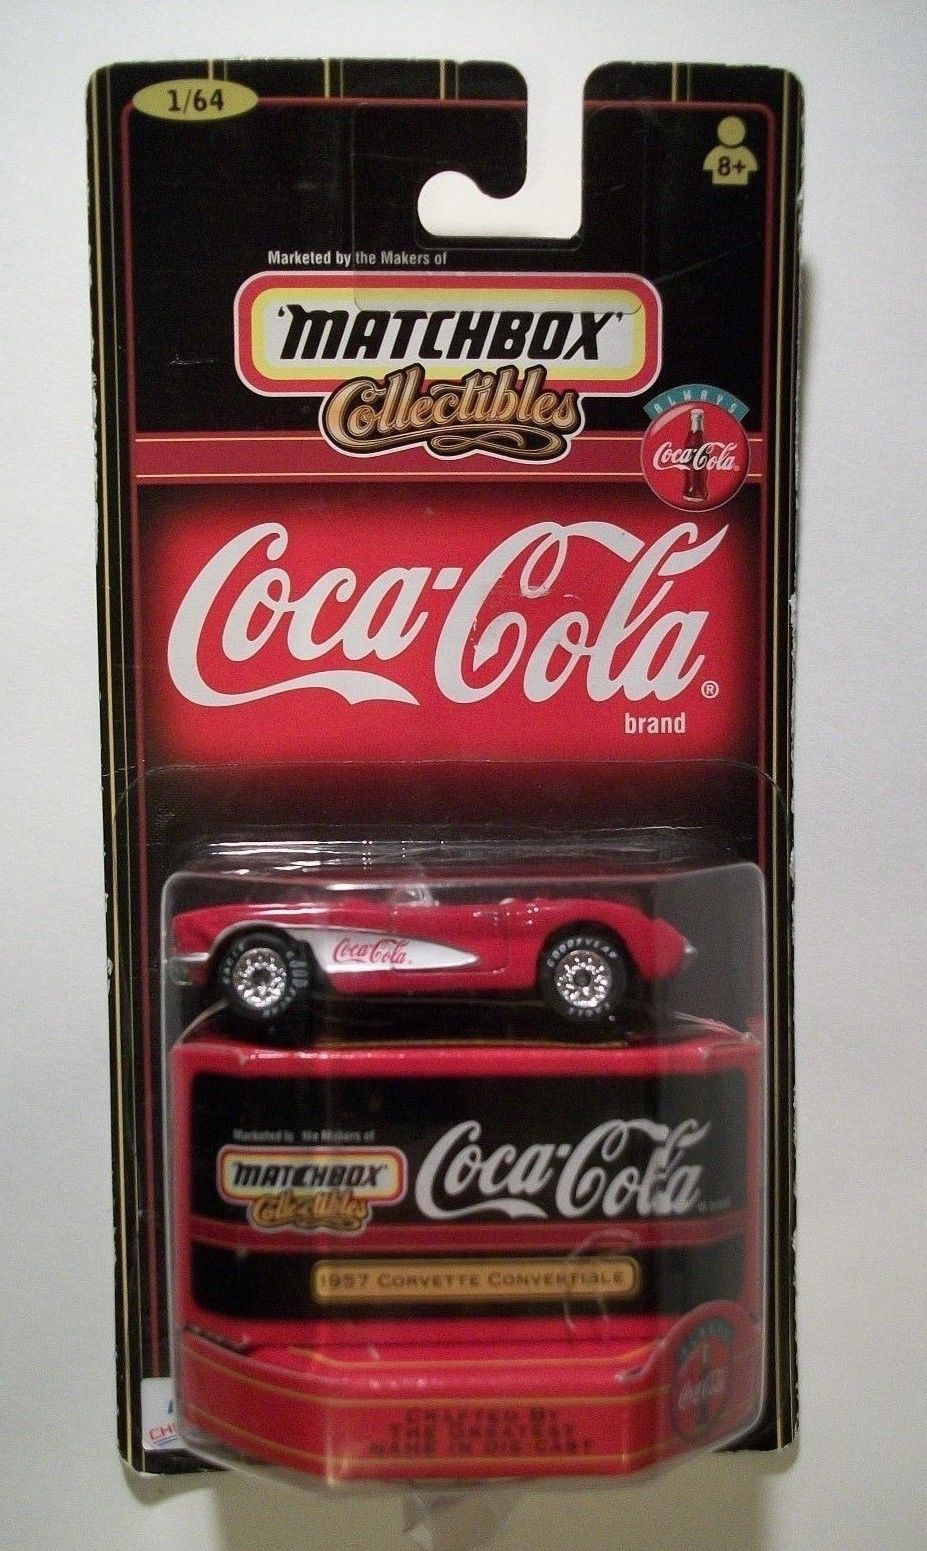 1/64
8+
Marketed by the Makers of
'MATCHBOX'
Collectibles
ALWAYS
Coca-Cola
Coca-Cola®
brand
Coca-Cola
GOODYEAR
Marketed by the Makers of
MATCHBOX
Collectibles
Coca-Cola
1957 CORVETTE CONVERTIBLE
CRAFTED BY
THE GREATEST
NAME IN DIE CAST